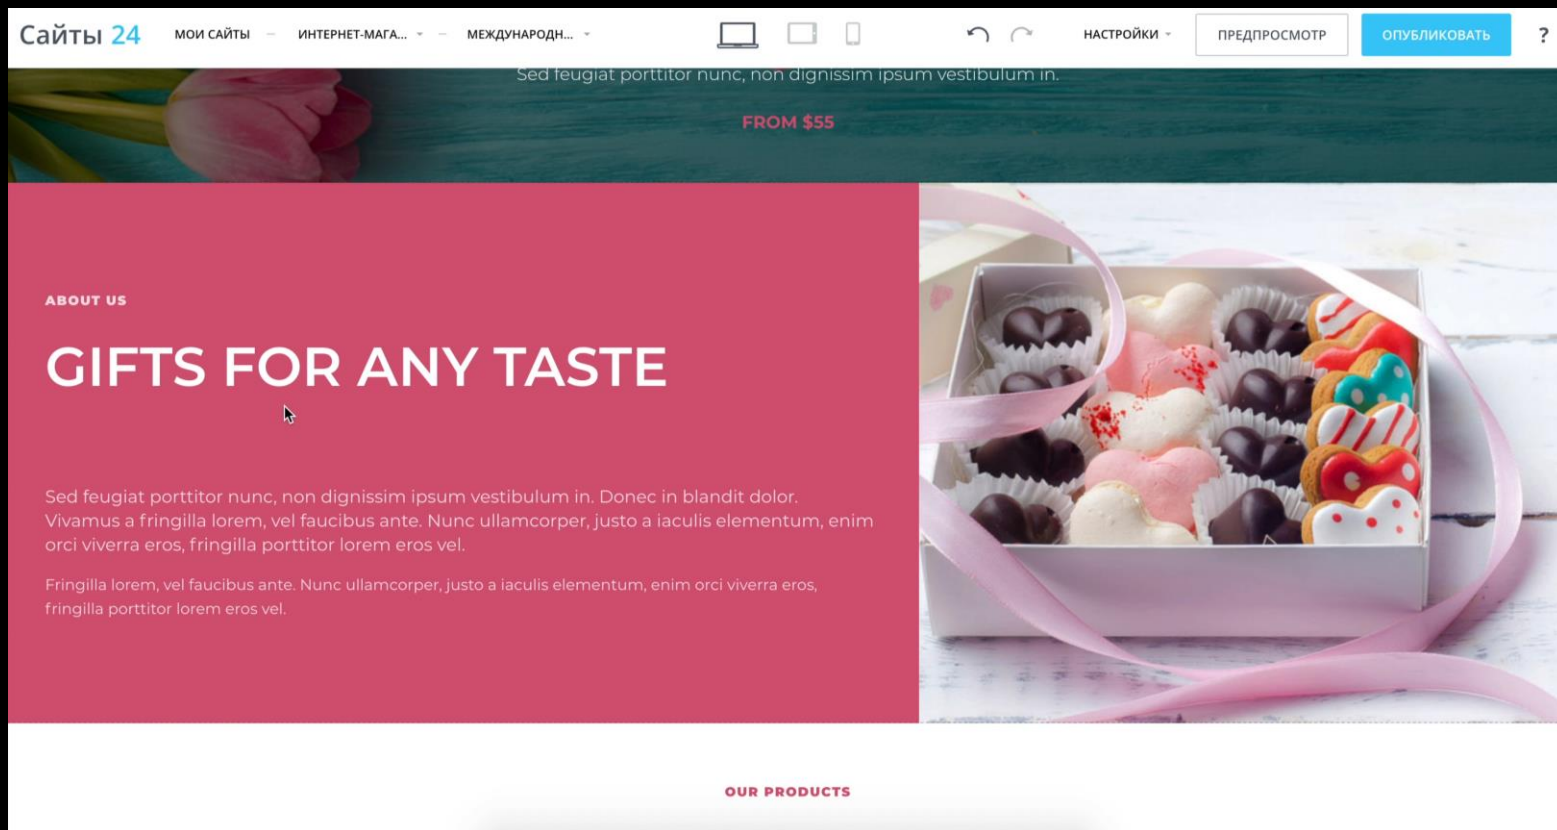 Сайты 24
МОИ САЙТЫ – ИНТЕРНЕТ-МАГА... – МЕЖДУНАРОДН...
НАСТРОЙКИ
ПРЕДПРОСМОТР
ОПУБЛИКОВАТЬ
?
Sed feugiat porttitor nunc, non dignissim ipsum vestibulum in.
FROM $55
ABOUT US
GIFTS FOR ANY TASTE
Sed feugiat porttitor nunc, non dignissim ipsum vestibulum in. Donec in blandit dolor.
Vivamus a fringilla lorem, vel faucibus ante. Nunc ullamcorper, justo a iaculis elementum, enim
orci viverra eros, fringilla porttitor lorem eros vel.
Fringilla lorem, vel faucibus ante. Nunc ullamcorper, justo a iaculis elementum, enim orci viverra eros,
fringilla porttitor lorem eros vel.
OUR PRODUCTS